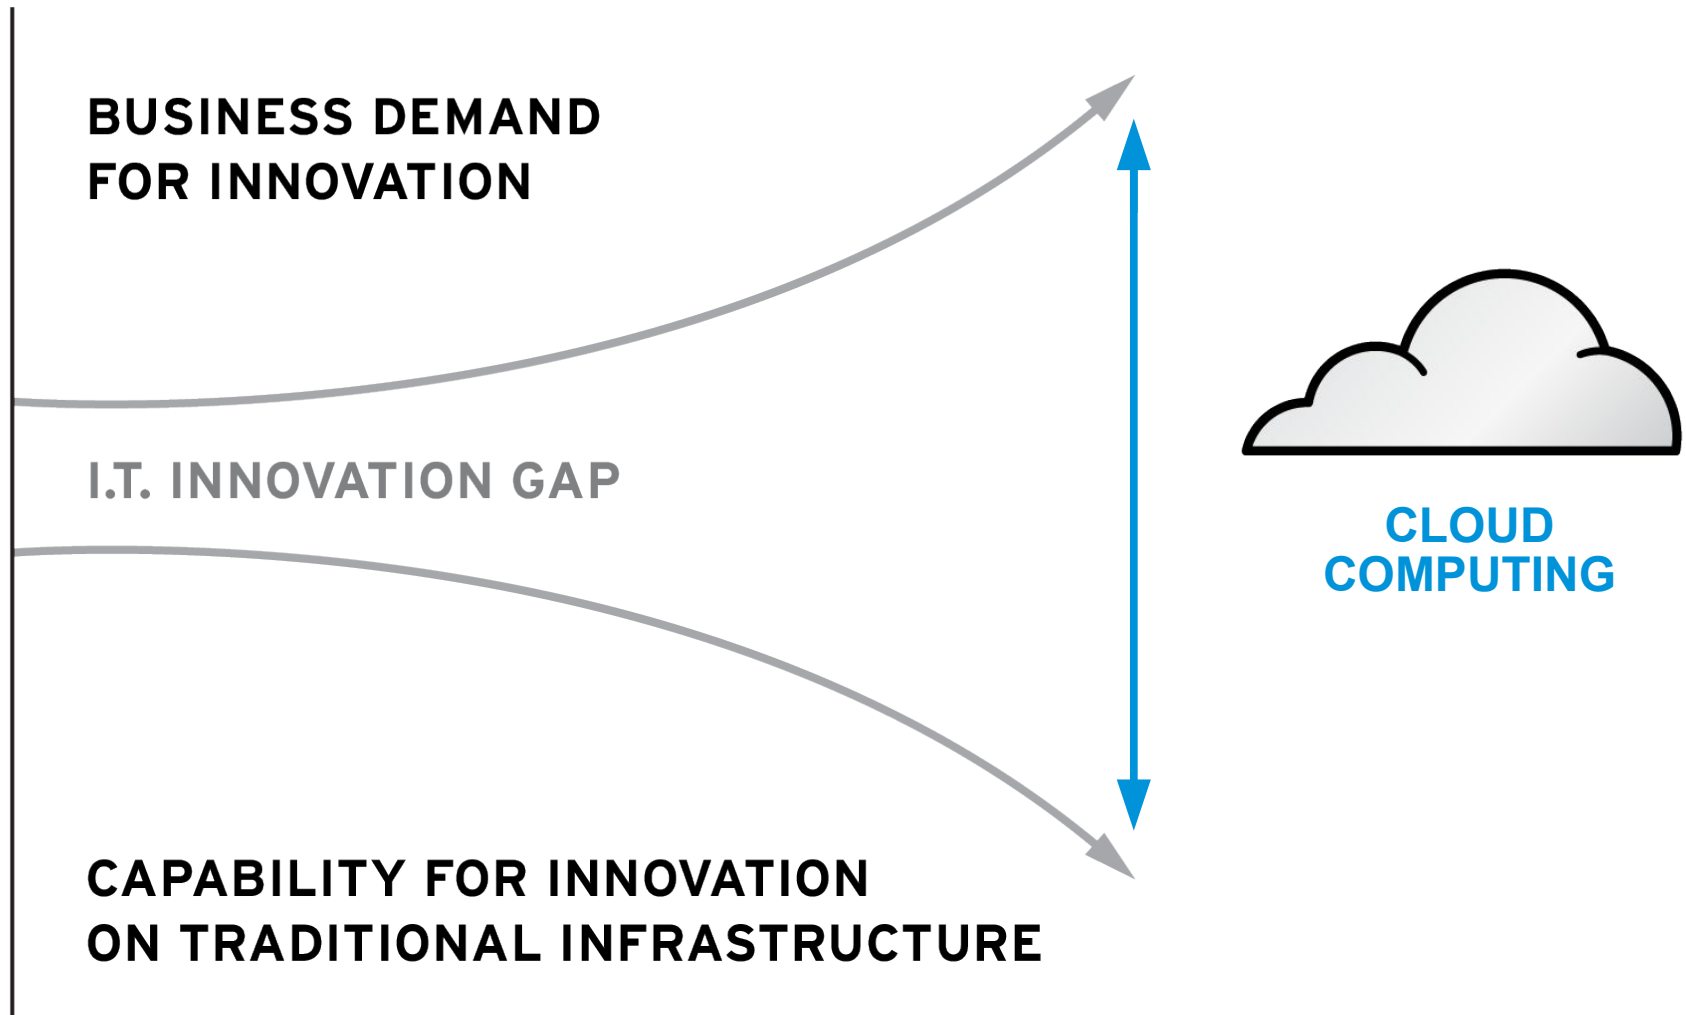 BUSINESS DEMAND
FOR INNOVATION
I.T. INNOVATION GAP
CLOUD
COMPUTING
CAPABILITY FOR INNOVATION
ON TRADITIONAL INFRASTRUCTURE